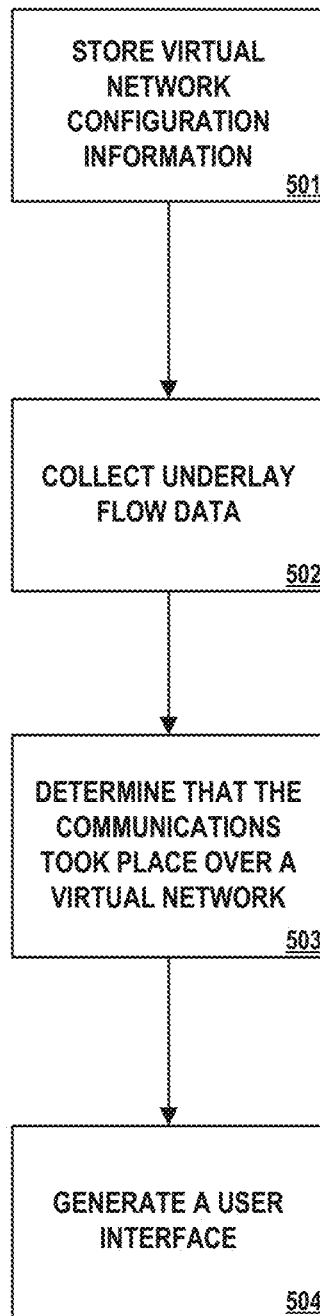 STORE VIRTUAL
NETWORK
CONFIGURATION
INFORMATION
501
COLLECT UNDERLAY
FLOW DATA
502
DETERMINE THAT THE
COMMUNICATIONS
TOOK PLACE OVER A
VIRTUAL NETWORK
503
GENERATE A USER
INTERFACE
504